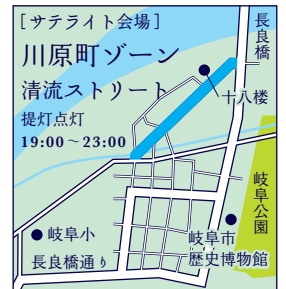 [サテライト会場]
川原町ゾーン
清流ストリート
提灯点灯
19:00～23:00
長良橋
十八楼
岐阜公園
岐阜小
岐阜市
歴史博物館
長良橋通り